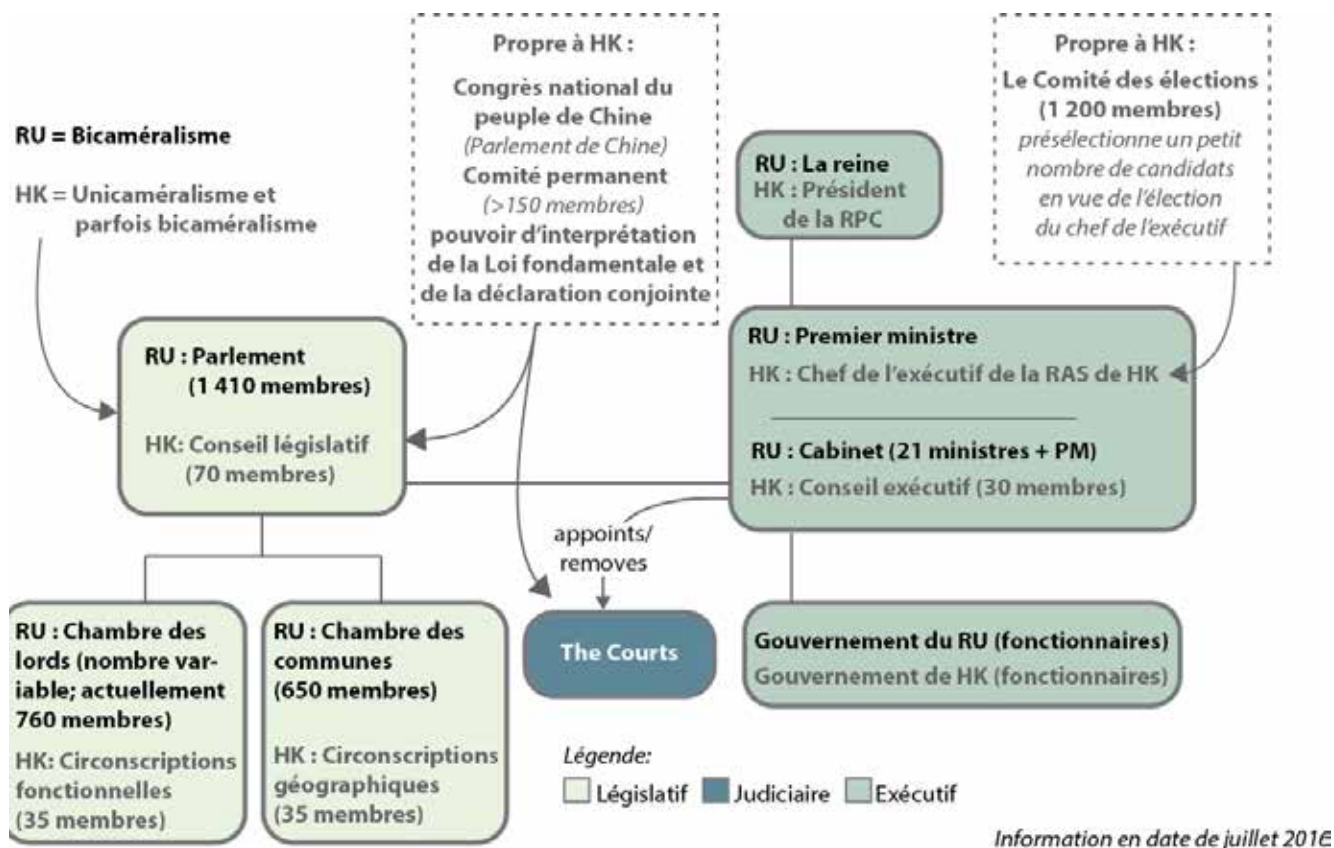 RU = Bicaméralisme
HK = Unicaméralisme et
parfois bicaméralisme
Propre à HK :
Congrès national du
peuple de Chine
(Parlement de Chine)
Comité permanent
(>150 membres)
pouvoir d'interprétation
de la Loi fondamentale et
de la déclaration conjointe
RU : La reine
HK : Président
de la RPC
Propre à HK :
Le Comité des élections
(1 200 membres)
présélectionne un petit
nombre de candidats
en vue de l'élection
du chef de l'exécutif
RU : Parlement
(1 410 membres)
HK: Conseil législatif
(70 membres)
RU : Premier ministre
HK : Chef de l'exécutif de la RAS de HK
RU : Cabinet (21 ministres + PM)
HK : Conseil exécutif (30 membres)
appoints/
removes
RU : Chambre des
lords (nombre var-
iable; actuellement
760 membres)
HK: Circonscriptions
fonctionnelles
(35 membres)
RU : Chambre des
communes
(650 membres)
HK : Circonscriptions
géographiques
(35 membres)
The Courts
Gouvernement du RU (fonctionnaires)
Gouvernement de HK (fonctionnaires)
Légende:
Législatif
Judiciaire
Exécutif
Information en date de juillet 2016